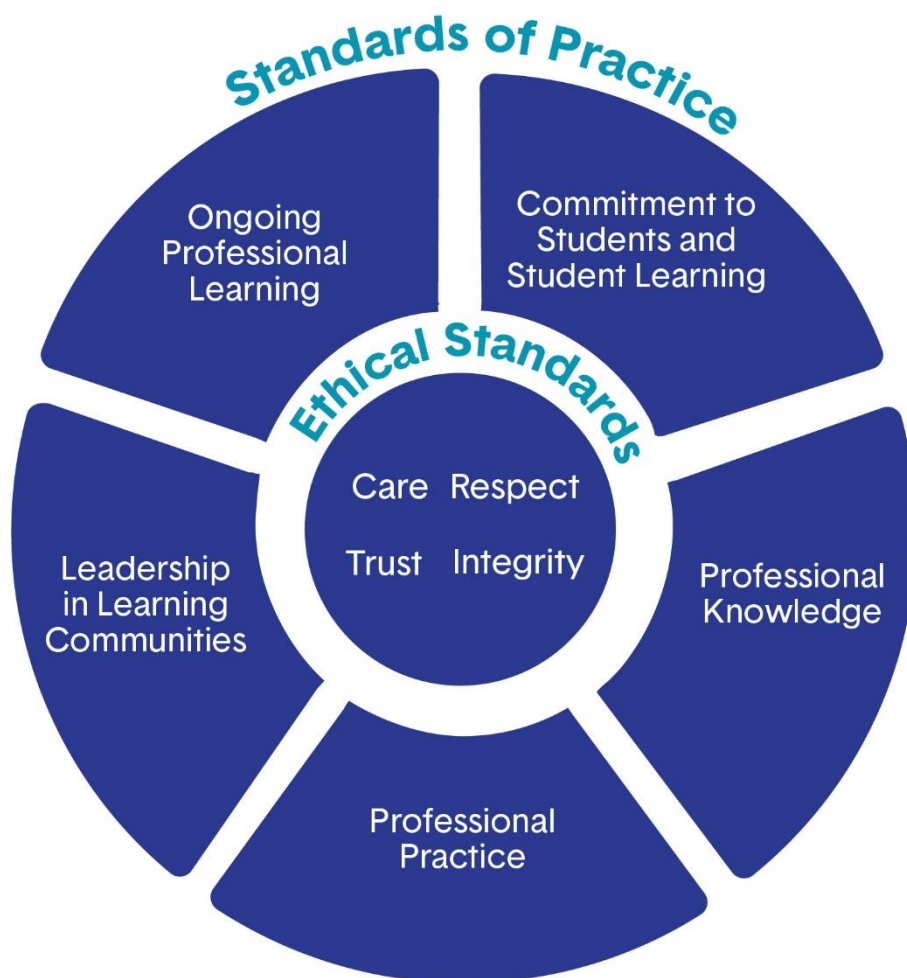 Standards of Practice
Ongoing
Professional
Learning
Commitment to
Students and
Student Learning
Ethical Standards
Care Respect
Trust Integrity
Leadership
in Learning
Communities
Professional
Knowledge
Professional
Practice